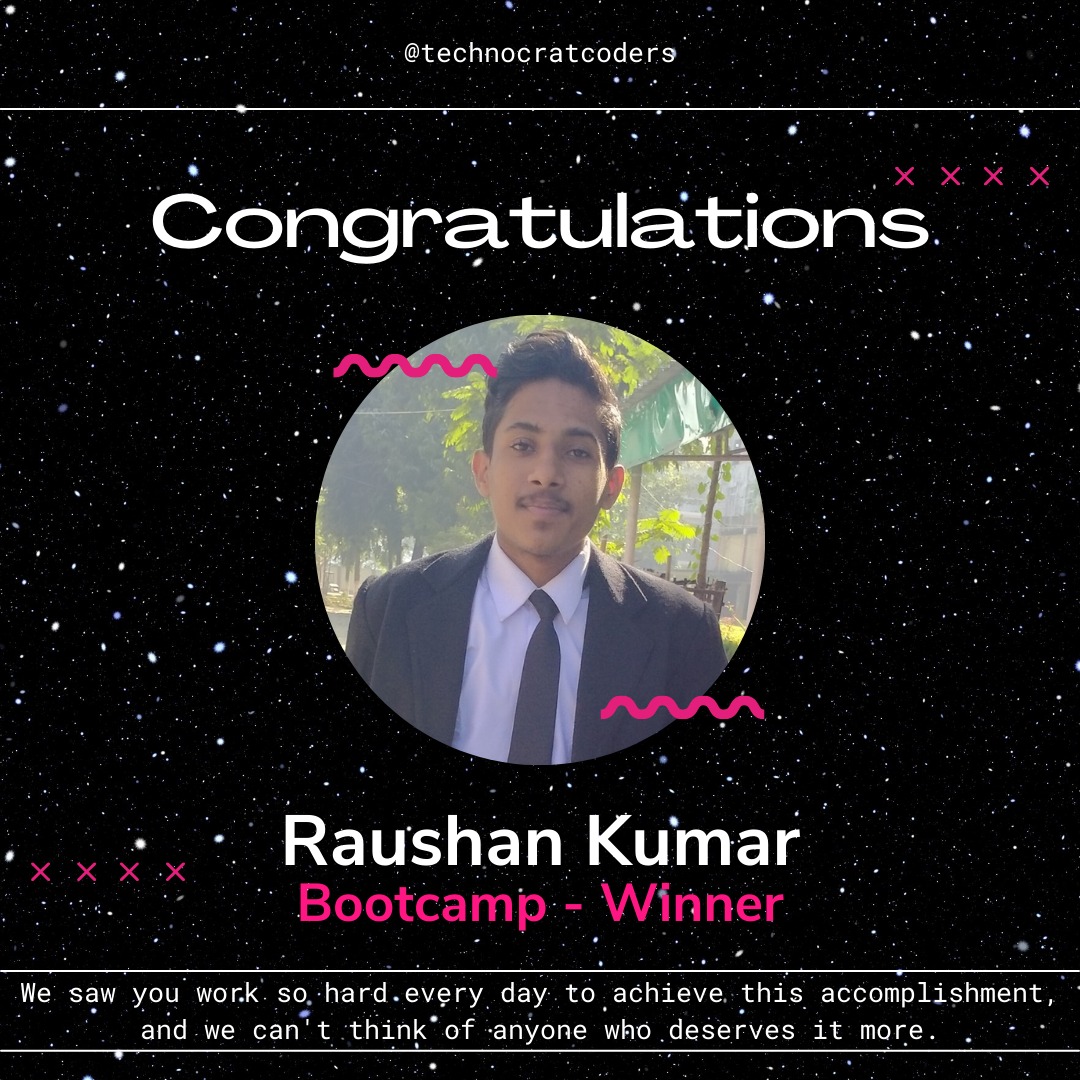 @technocratcoders
Congratulations
Raushan Kumar
Bootcamp - Winner
We saw you work so hard every day to achieve this accomplishment,
and we can't think of anyone who deserves it more.